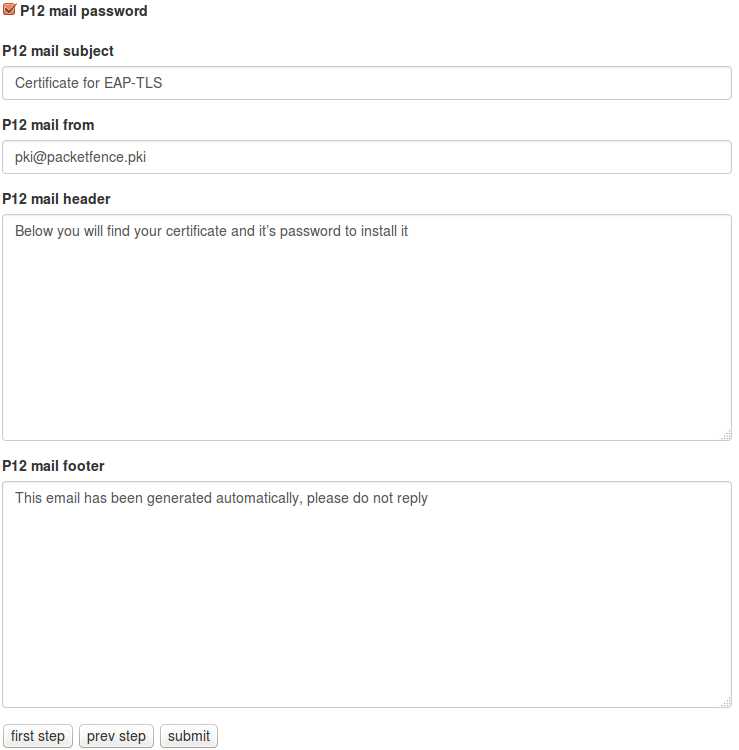 P12 mail password
P12 mail subject
Certificate for EAP-TLS
P12 mail from
pki@packetfence.pki
P12 mail header
Below you will find your certificate and it's password to install it
P12 mail footer
This email has been generated automatically, please do not reply
first step prev step submit